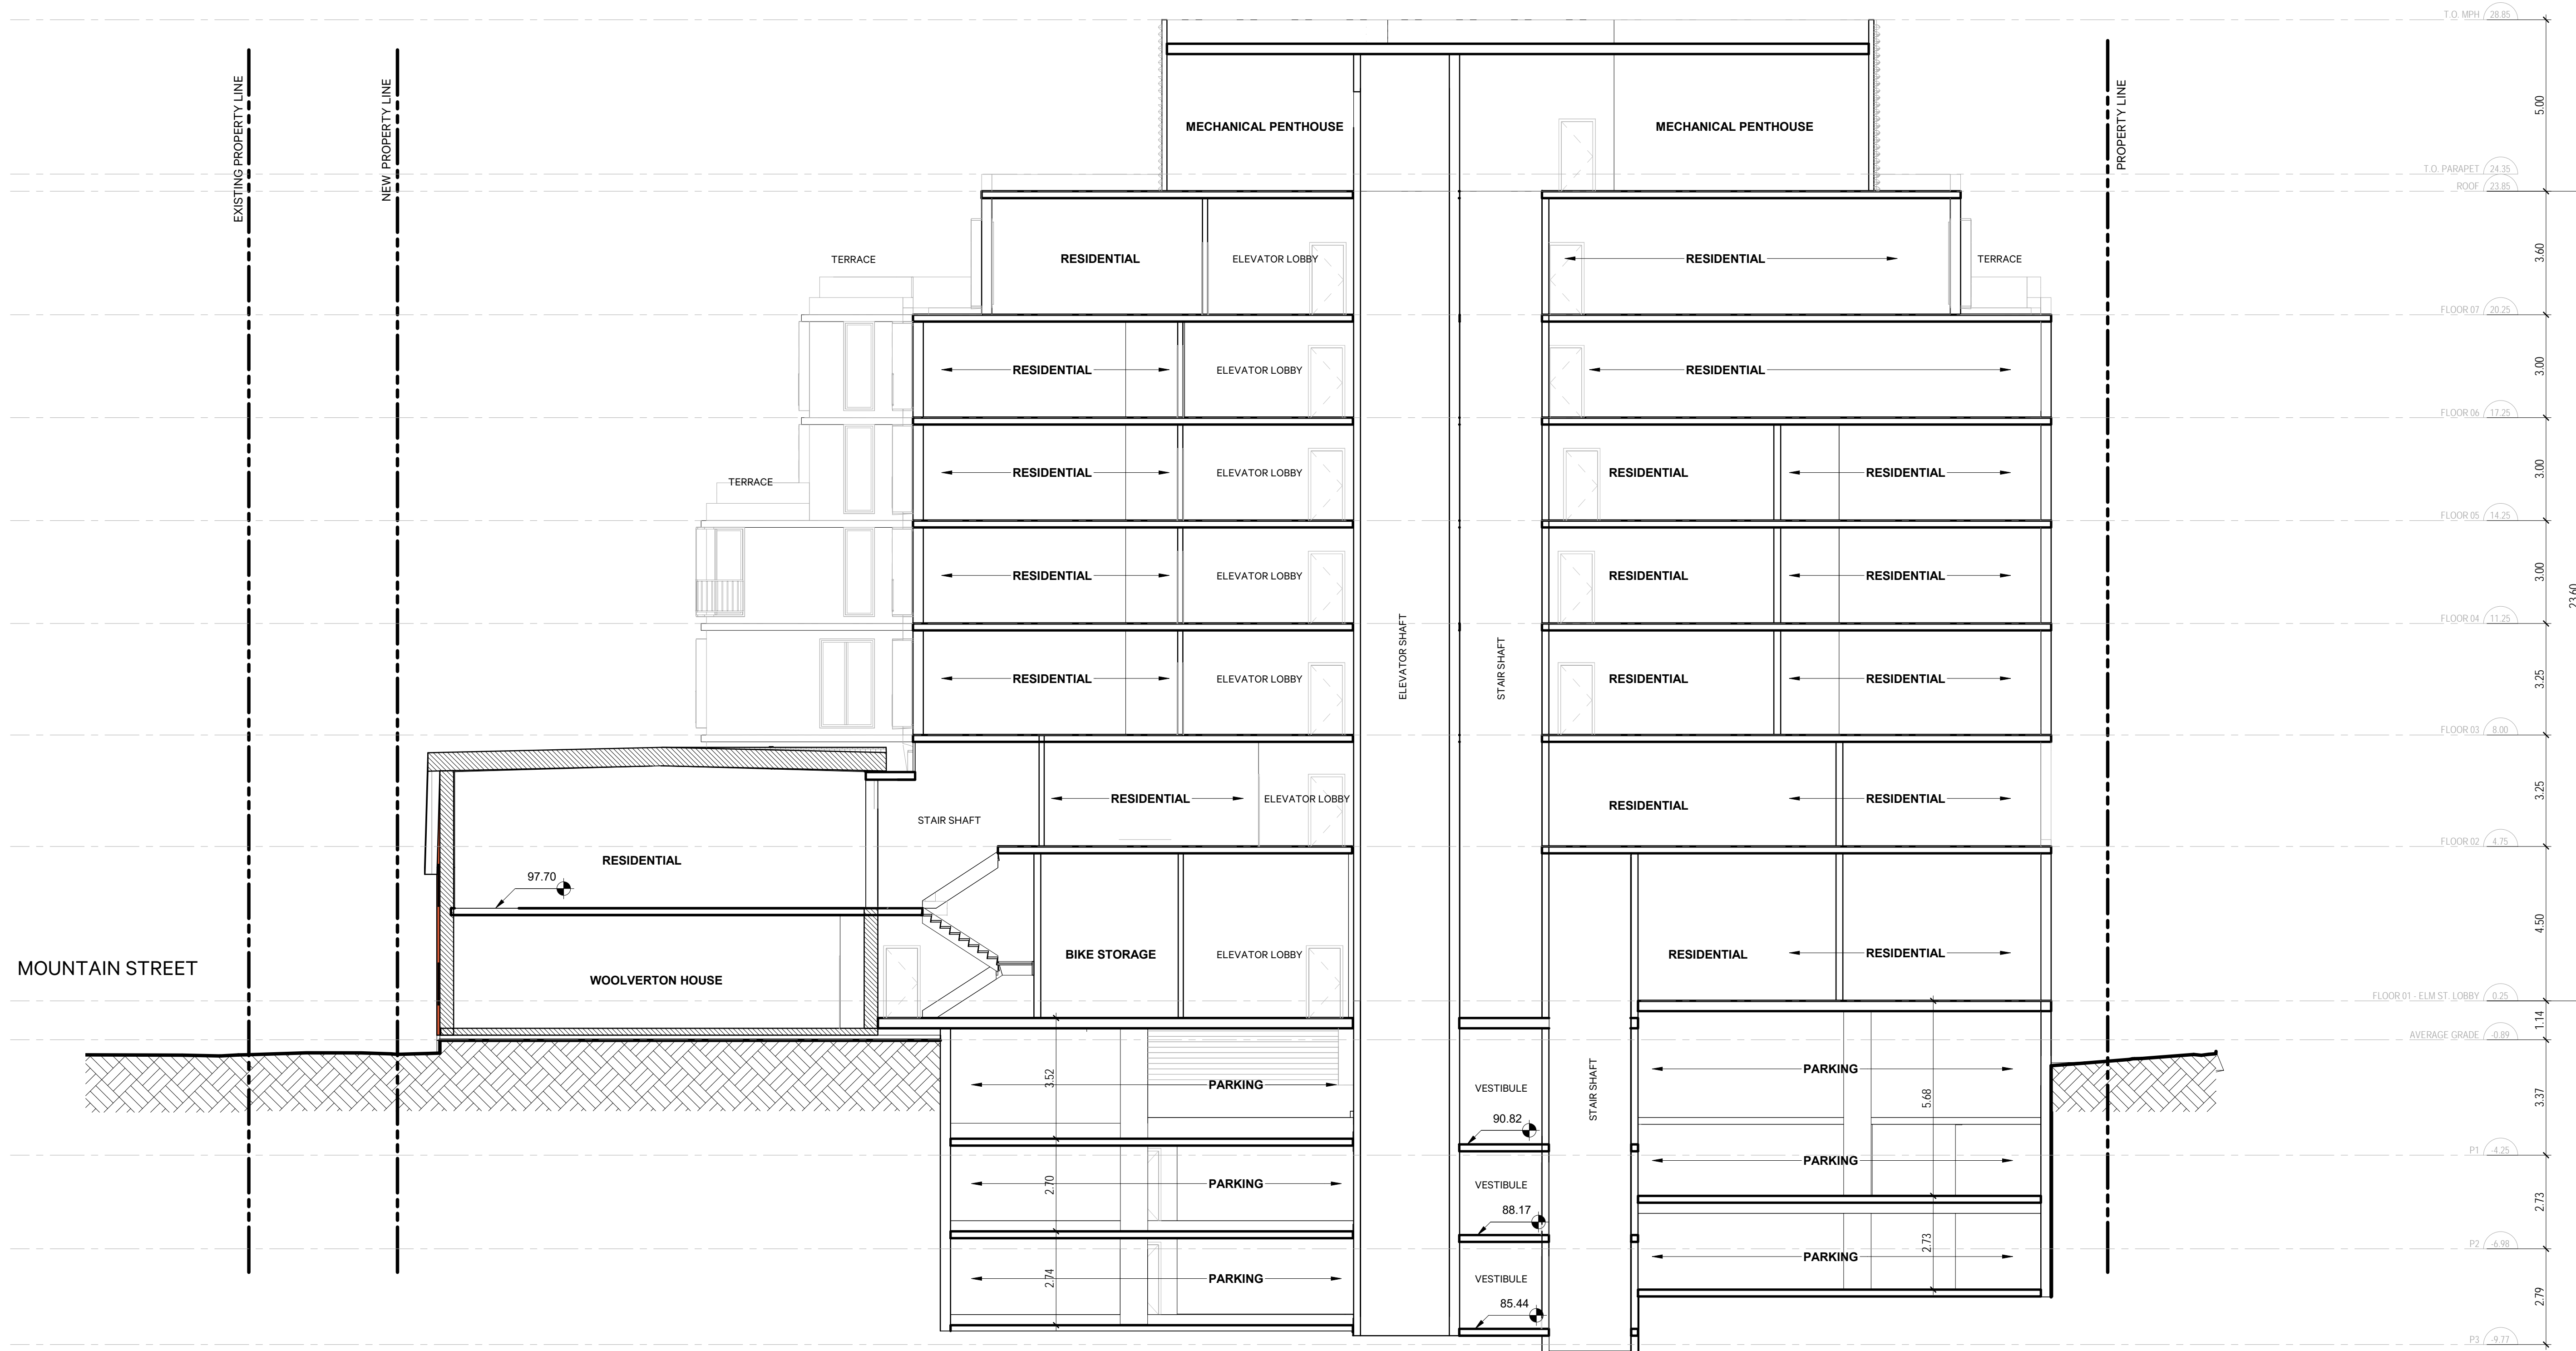 T.O. MPH 28.85
EXISTING PROPERTY LINE
NEW PROPERTY LINE
PROPERTY LINE
5.00
MECHANICAL PENTHOUSE
MECHANICAL PENTHOUSE
T.O. PARAPET 24.35
ROOF 23.85
TERRACE
RESIDENTIAL
ELEVATOR LOBBY
RESIDENTIAL
TERRACE
3.60
FLOOR 07 20.25
RESIDENTIAL
ELEVATOR LOBBY
RESIDENTIAL
3.00
FLOOR 06 17.25
TERRACE
RESIDENTIAL
ELEVATOR LOBBY
RESIDENTIAL
RESIDENTIAL
3.00
FLOOR 05 14.25
RESIDENTIAL
ELEVATOR LOBBY
RESIDENTIAL
RESIDENTIAL
3.00
23.60
FLOOR 04 11.25
ELEVATOR SHAFT
STAIR SHAFT
RESIDENTIAL
ELEVATOR LOBBY
RESIDENTIAL
RESIDENTIAL
3.25
FLOOR 03 8.00
STAIR SHAFT
RESIDENTIAL
ELEVATOR LOBBY
RESIDENTIAL
RESIDENTIAL
3.25
FLOOR 02 4.75
RESIDENTIAL
97.70
MOUNTAIN STREET
WOOLVERTON HOUSE
BIKE STORAGE
ELEVATOR LOBBY
RESIDENTIAL
RESIDENTIAL
4.50
FLOOR 01 - ELM ST. LOBBY 0.25
1.14
AVERAGE GRADE -0.89
3.52
PARKING
VESTIBULE
90.82
STAIR SHAFT
PARKING
5.68
3.37
P1 -4.25
2.70
PARKING
VESTIBULE
88.17
PARKING
2.73
P2 -6.98
2.74
PARKING
VESTIBULE
85.44
PARKING
2.73
2.79
P3 -9.77